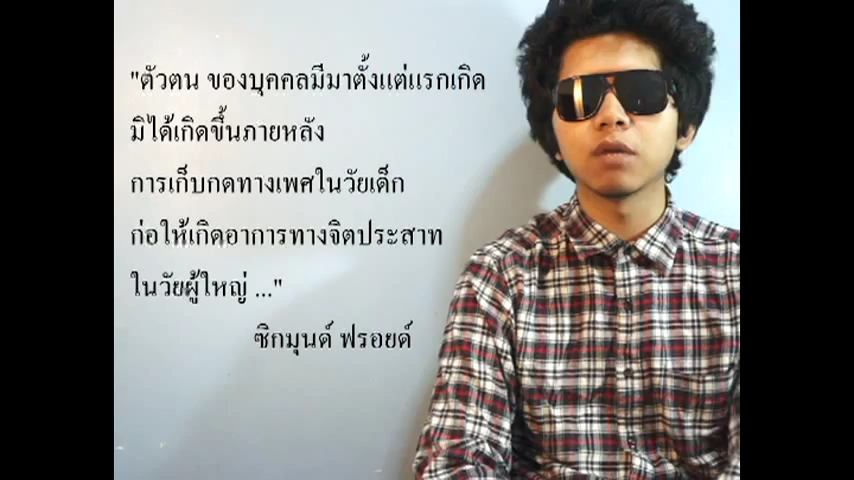 "ตัวตน ของบุคคลมีมาตั้งแต่แรกเกิด
มิได้เกิดขึ้นภายหลัง
การเก็บกดทางเพศในวัยเด็ก
ก่อให้เกิดอาการทางจิตประสาท
ในวัยผู้ใหญ่ ..."
ซิกมุนด์ ฟรอยด์